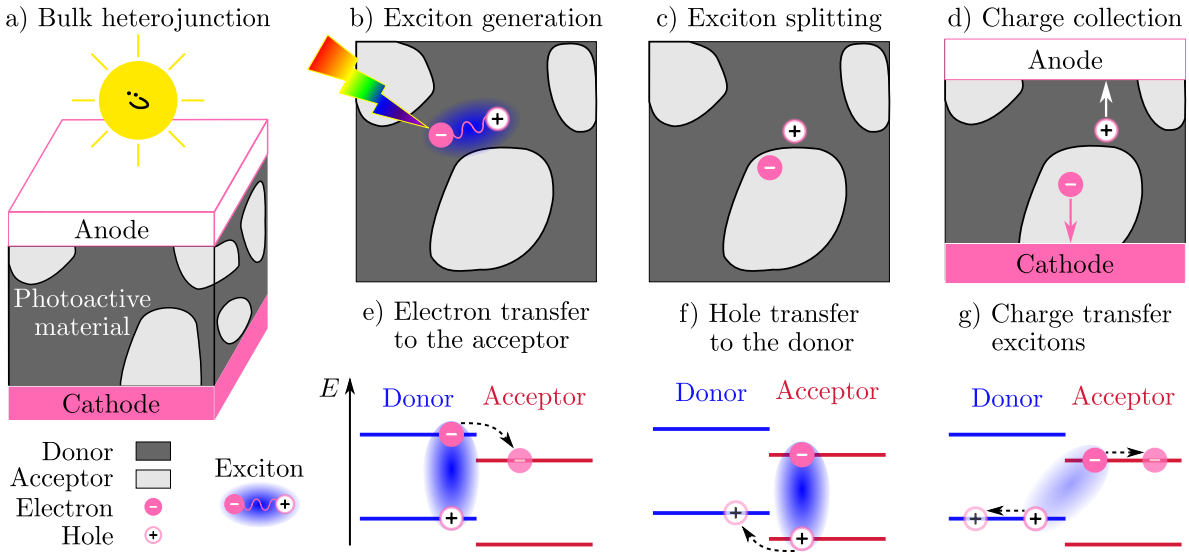 a) Bulk heterojunction
Anode
Photoactive
material
Cathode
Donor
Acceptor
Electron
Hole
Exciton
b) Exciton generation
c) Exciton splitting
d) Charge collection
Anode
Cathode
e) Electron transfer
to the acceptor
E
Donor
Acceptor
f) Hole transfer
to the donor
Donor
Acceptor
g) Charge transfer
excitons
Donor
Acceptor